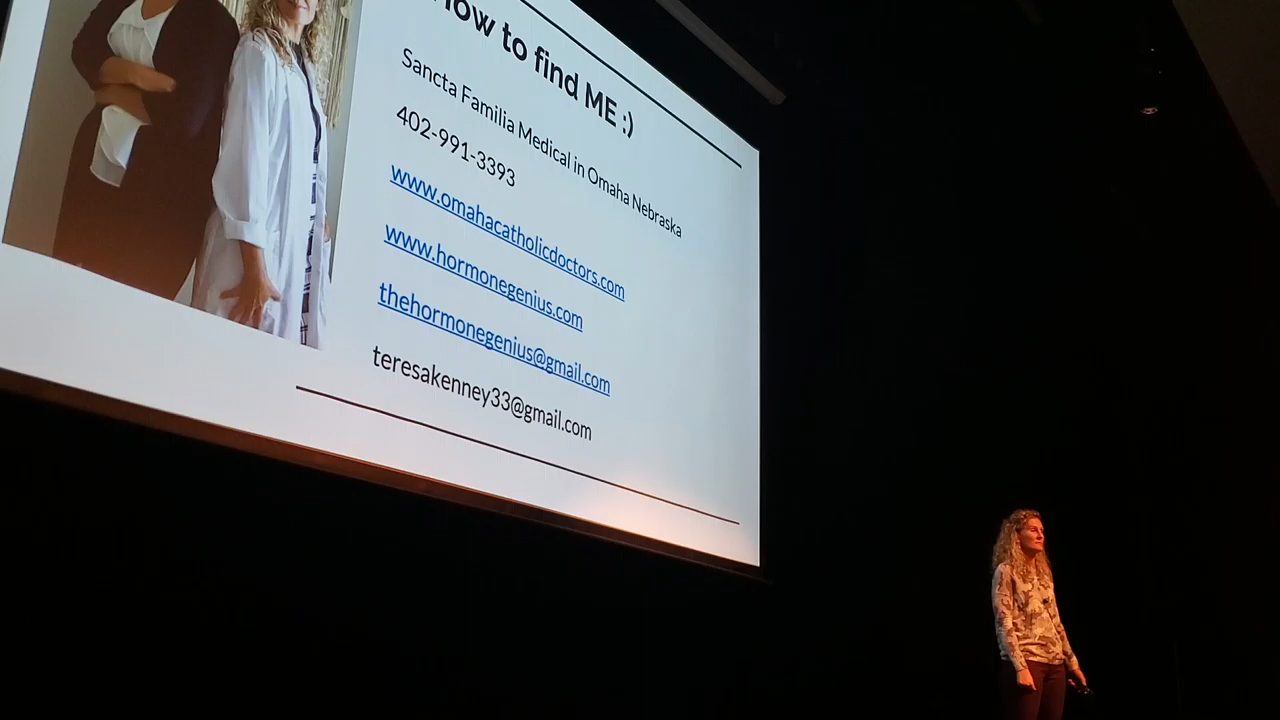 How to find ME :)
Sancta Familia Medical in Omaha Nebraska
402-991-3393
www.omahacatholicdoctors.com
www.hormonegenius.com
thehormonegenius@gmail.com
teresakenney33@gmail.com